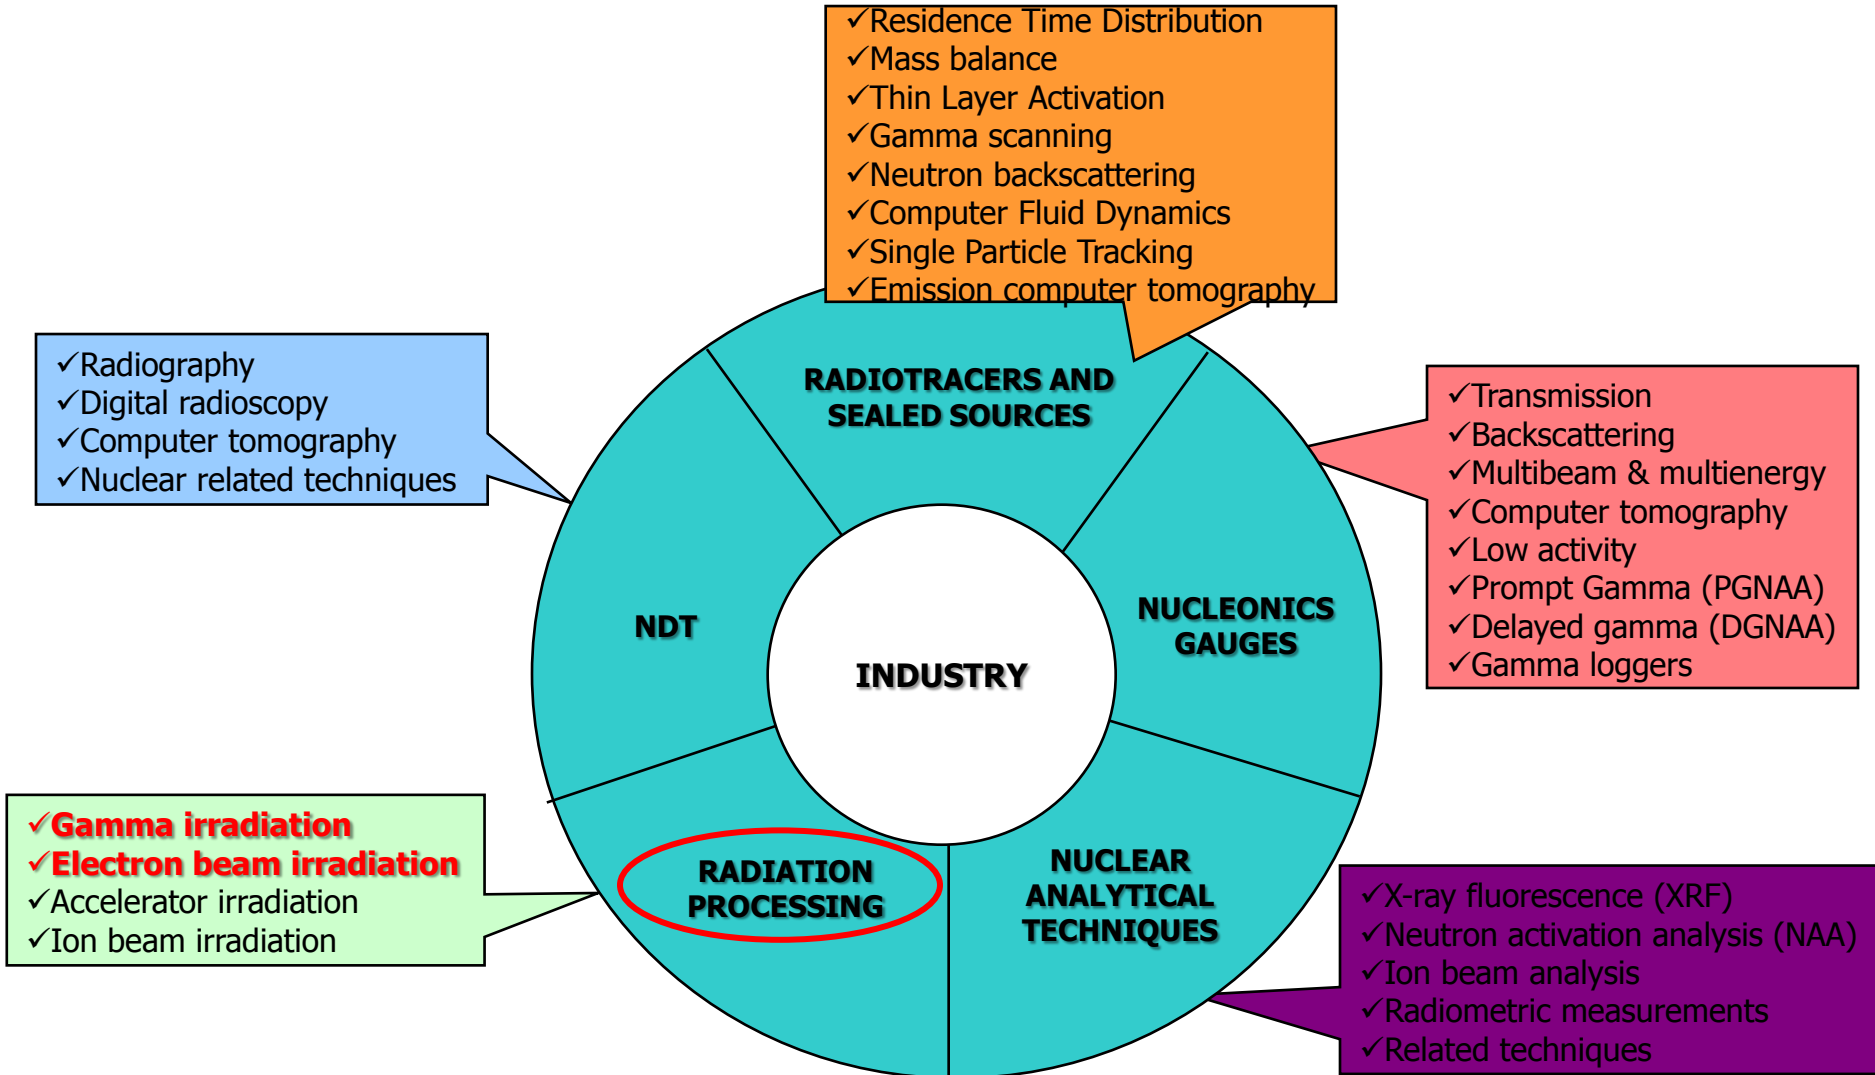 ✓Residence Time Distribution
✓Mass balance
✓Thin Layer Activation
✓Gamma scanning
✓Neutron backscattering
✓Computer Fluid Dynamics
✓Single Particle Tracking
✓Emission computer tomography
✓Radiography
✓Digital radioscopy
✓Computer tomography
✓Nuclear related techniques
RADIOTRACERS AND
SEALED SOURCES
✓Transmission
✓Backscattering
✓Multibeam & multienergy
✓Computer tomography
✓Low activity
✓Prompt Gamma (PGNAA)
✓Delayed gamma (DGNAA)
✓Gamma loggers
NDT
NUCLEONICS
GAUGES
INDUSTRY
✓Gamma irradiation
✓Electron beam irradiation
✓Accelerator irradiation
✓Ion beam irradiation
RADIATION
PROCESSING
NUCLEAR
ANALYTICAL
TECHNIQUES
✓X-ray fluorescence (XRF)
✓Neutron activation analysis (NAA)
✓Ion beam analysis
✓Radiometric measurements
✓Related techniques